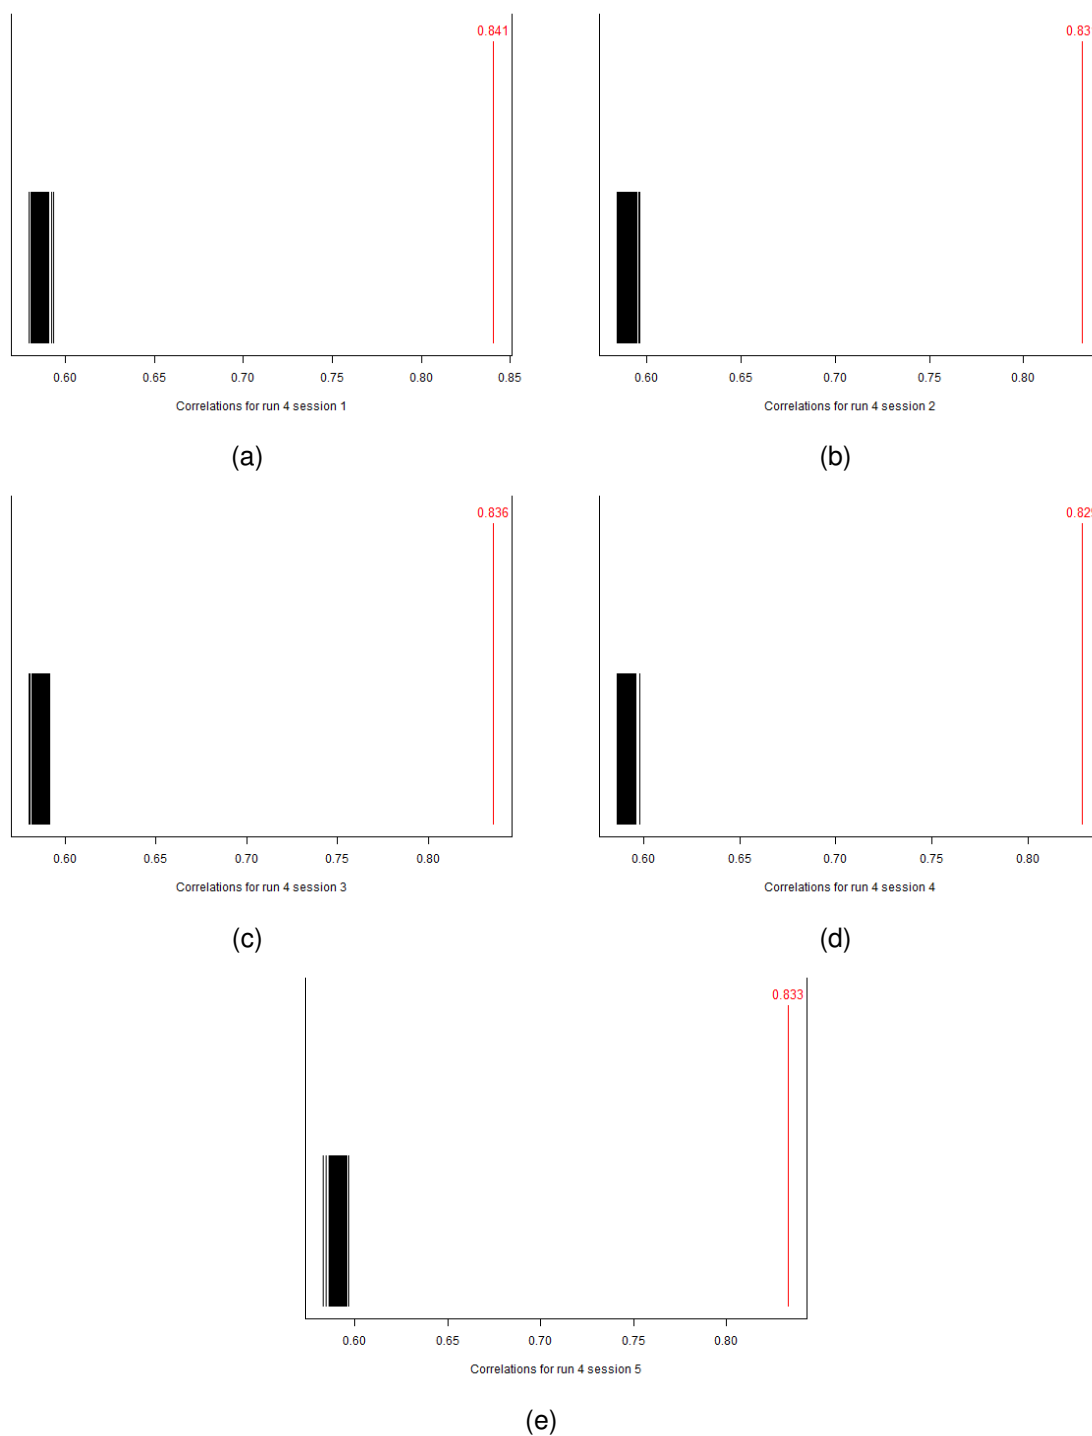 0.841
0.60 0.65 0.70 0.75 0.80 0.85
Correlations for run 4 session 1
(a)
0.83
0.60 0.65 0.70 0.75 0.80
Correlations for run 4 session 2
(b)
0.836
0.60 0.65 0.70 0.75 0.80
Correlations for run 4 session 3
(c)
0.829
0.60 0.65 0.70 0.75 0.80
Correlations for run 4 session 4
(d)
0.833
0.60 0.65 0.70 0.75 0.80
Correlations for run 4 session 5
(e)